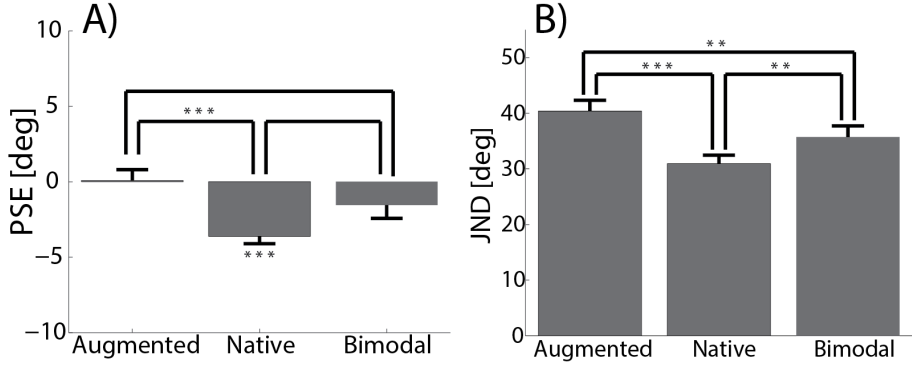 A)
PSE [deg]
10
5
0
−5
−10
***
***
Augmented Native Bimodal
B)
JND [deg]
50
40
30
20
10
0
**
*** **
Augmented Native Bimodal